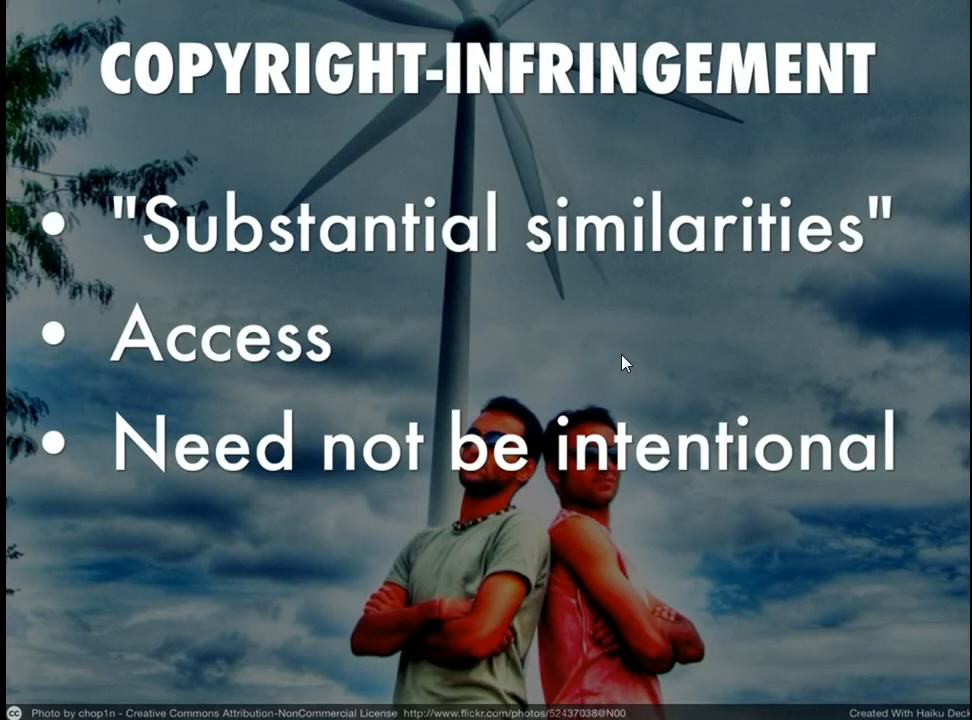 COPYRIGHT-INFRINGEMENT
• "Substantial similarities"
• Access
• Need not be intentional
cc Photo by chop1n - Creative Commons Attribution-NonCommercial License http://www.flickr.com/photos/52437038@N00 Created With Haiku Deck